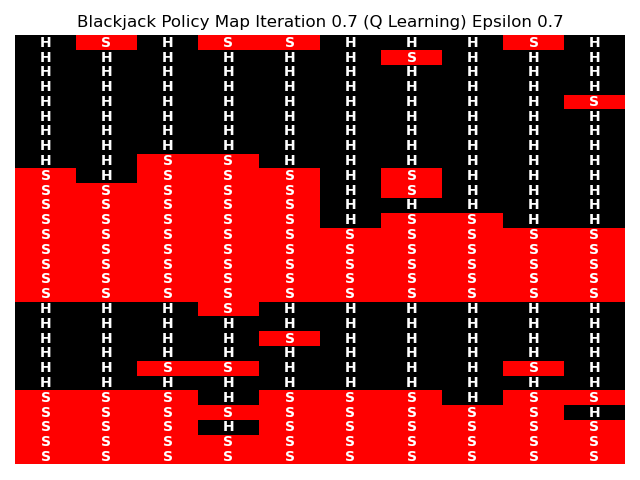 Blackjack Policy Map Iteration 0.7 (Q Learning) Epsilon 0.7
H S H S S H H H S H
H H H H H H S H H H
H H H H H H H H H H
H H H H H H H H H H
H H H H H H H H H S
H H H H H H H H H H
H H H H H H H H H H
H H H H H H H H H H
H H S S H H H H H H
S H S S S H S H H H
S S S S S H S H H H
S S S S S H H H H H
S S S S S H S S H H
S S S S S S S S S S
S S S S S S S S S S
S S S S S S S S S S
S S S S S S S S S S
S S S S S S S S S S
H H H S H H H H H H
H H H H H H H H H H
H H H H S H H H H H
H H H H H H H H H H
H H S S H H H H S H
H H H H H H H H H H
S S S H S S S H S S
S S S S S S S S S H
S S S H S S S S S S
S S S S S S S S S S
S S S S S S S S S S